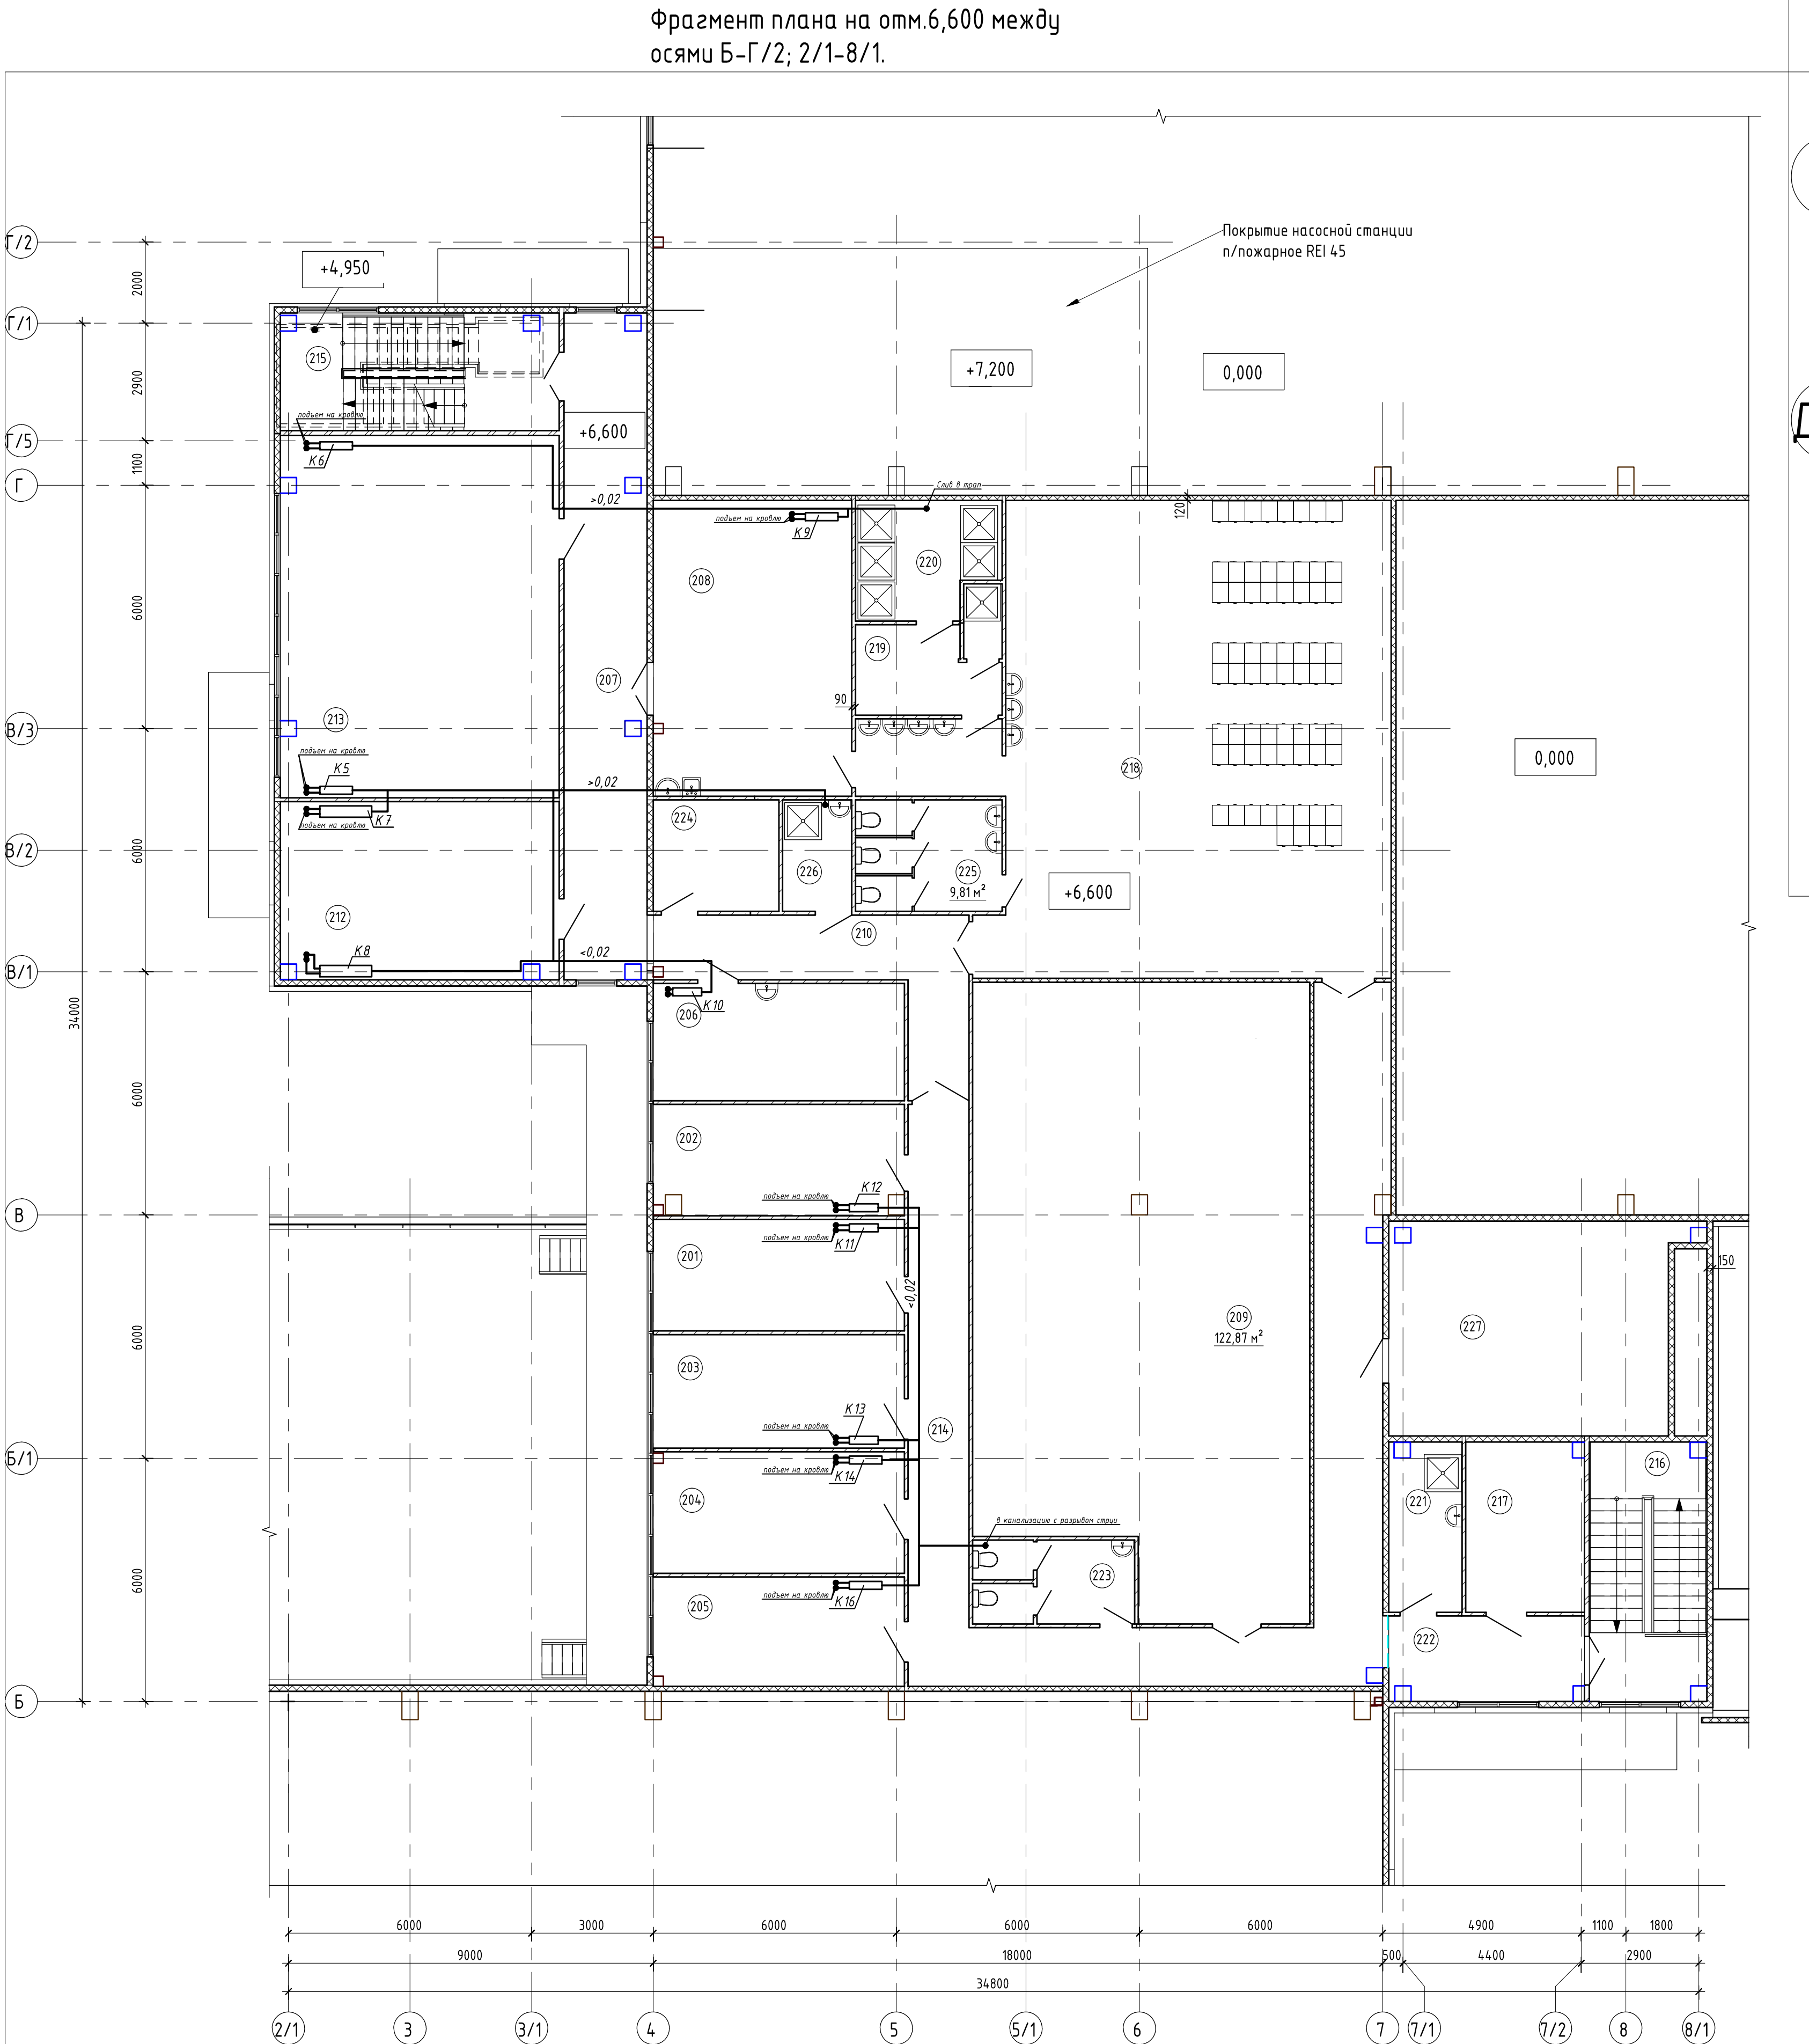 Фрагмент плана на отм.6,600 между
осями Б-Г/2; 2/1-8/1.
Г/2
Покрытие насосной станции
п/пожарное REI 45
+4,950
2000
Г/1
215
+7,200
0,000
2900
подъем на кровлю
+6,600
Г/5
К6
1100
Г
>0,02
Слив в трап
120
подъем на кровлю
К9
220
208
6000
219
207
90
213
В/3
подъем на кровлю
К5
>0,02
218
0,000
К7
подъем на кровлю
224
В/2
6000
226
225
9,81 м²
+6,600
212
210
К8
<0,02
В/1
К10
206
34000
6000
202
подъем на кровлю
К12
В
подъем на кровлю
К11
201
150
<0,02
209
122,87 м²
227
6000
203
К13
подъем на кровлю
214
Б/1
подъем на кровлю
К14
216
204
221
217
в канализацию с разрывом струи
6000
223
подъем на кровлю
К16
205
222
Б
6000
3000
6000
6000
6000
4900
1100
1800
9000
18000
500
4400
2900
34800
2/1
3
3/1
4
5
5/1
6
7
7/1
7/2
8
8/1